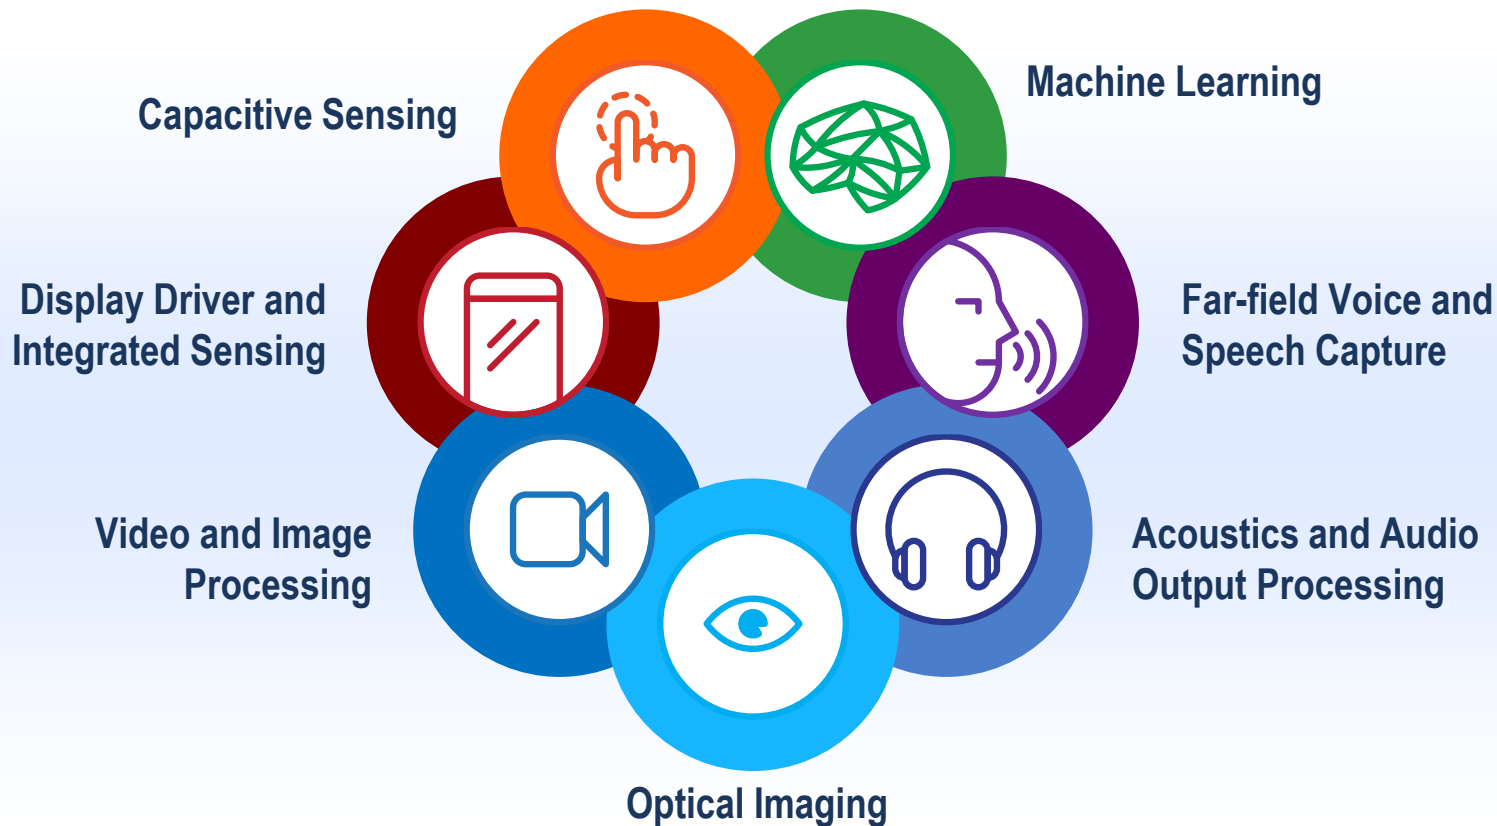 Capacitive Sensing
Machine Learning
Display Driver and
Integrated Sensing
Far-field Voice and
Speech Capture
Video and Image
Processing
Acoustics and Audio
Output Processing
Optical Imaging